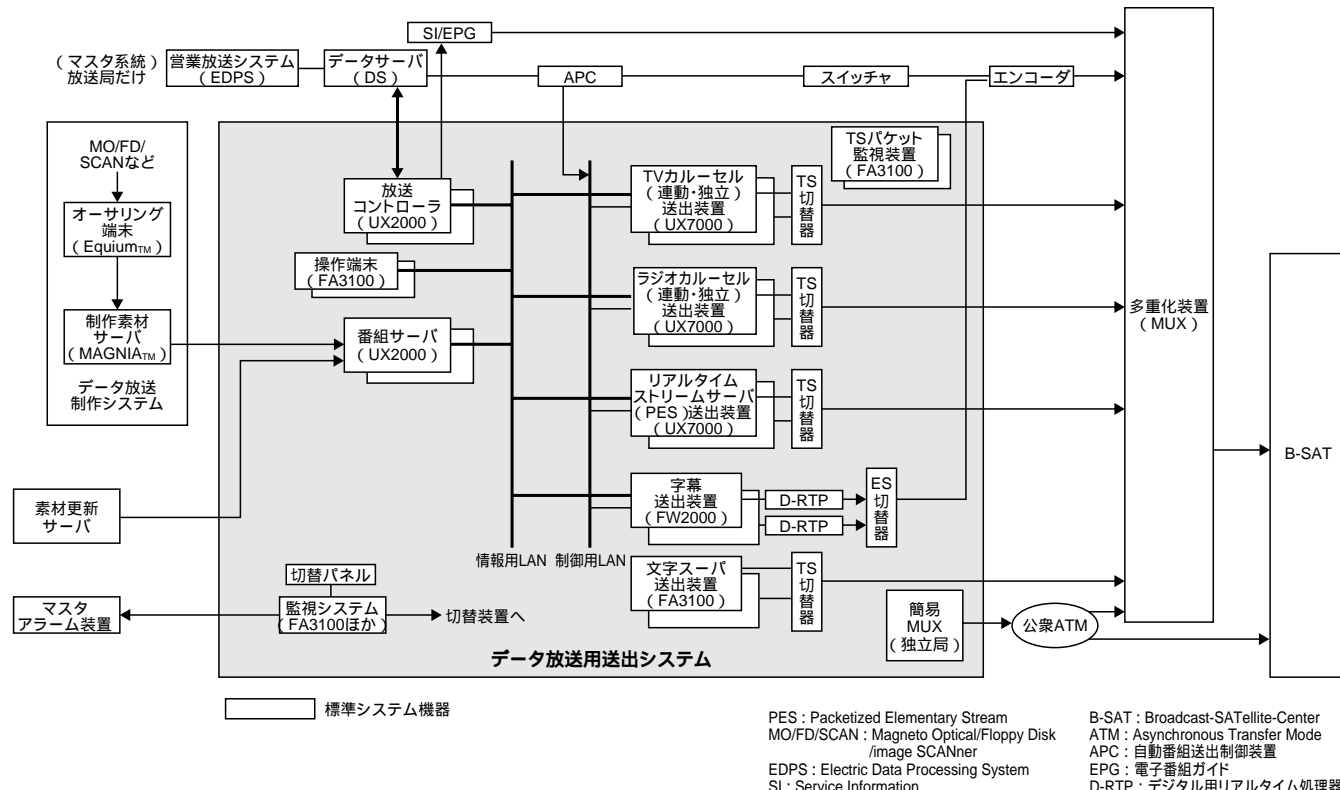 SI/EPG
(マスタ系統)
放送局だけ
営業放送システム
(EDPS)
データサーバ
(DS)
APC
スイッチャ
エンコーダ
MO/FD/
SCANなど
オーサリング
端末
(Equium™)
制作素材
サーバ
(MAGNIA™)
データ放送
制作システム
素材更新
サーバ
マスタ
アラーム装置
放送
コントローラ
(UX2000)
操作端末
(FA3100)
番組サーバ
(UX2000)
切替パネル
監視システム
(FA3100ほか)
切替装置へ
情報用LAN
制御用LAN
TVカルーセル
(連動・独立)
送出装置
(UX7000)
TS切替器
TSパケット
監視装置
(FA3100)
ラジオカルーセル
(連動・独立)
送出装置
(UX7000)
TS切替器
リアルタイム
ストリームサーバ
(PES)送出装置
(UX7000)
TS切替器
字幕
送出装置
(FW2000)
D-RTP
D-RTP
ES切替器
文字スーパ
送出装置
(FA3100)
TS切替器
簡易
MUX
(独立局)
公衆ATM
多重化装置
(MUX)
B-SAT
データ放送用送出システム
標準システム機器
PES : Packetized Elementary Stream
MO/FD/SCAN : Magneto Optical/Floppy Disk
/image SCANner
EDPS : Electric Data Processing System
SI : Service Information
B-SAT : Broadcast-SATellite-Center
ATM : Asynchronous Transfer Mode
APC : 自動番組送出制御装置
EPG : 電子番組ガイド
D-RTP : デジタル用リアルタイム処理器